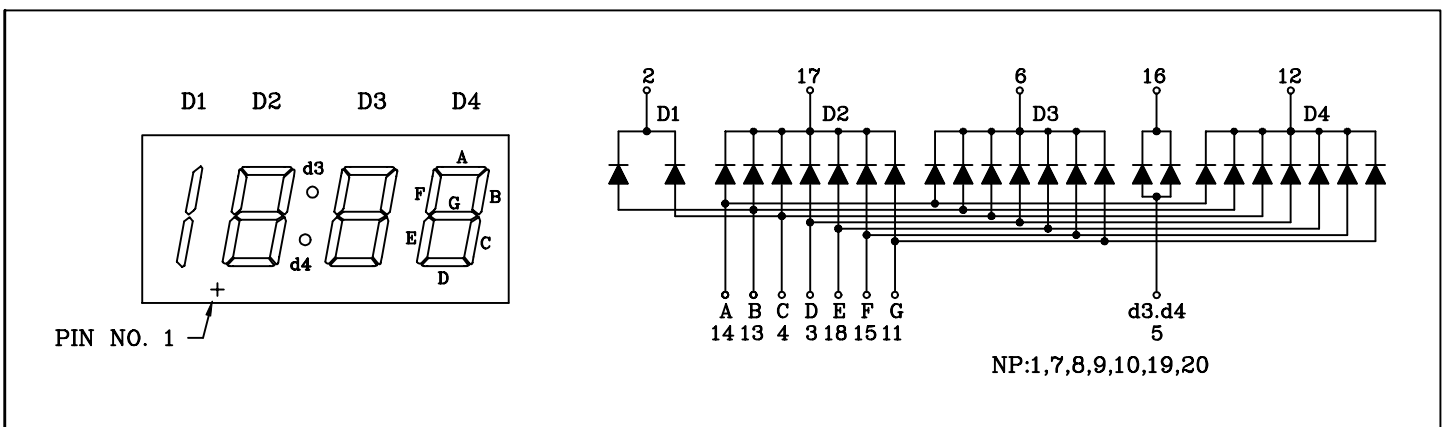 D1 D2 D3 D4
A
d3
F
B
G
E
C
d4
D
+
PIN NO. 1
2 17 6 16 12
D1 D2 D3 D4
A B C D E F G d3.d4
14 13 4 3 18 15 11 5
NP:1,7,8,9,10,19,20